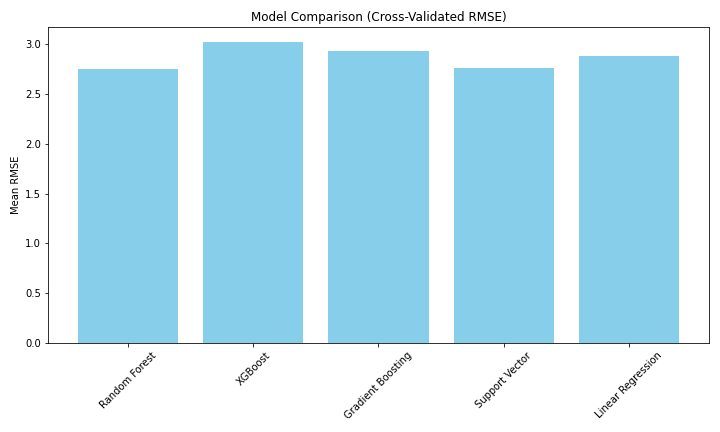 Model Comparison (Cross-Validated RMSE)
Mean RMSE
3.0
2.5
2.0
1.5
1.0
0.5
0.0
Random Forest
XGBoost
Gradient Boosting
Support Vector
Linear Regression